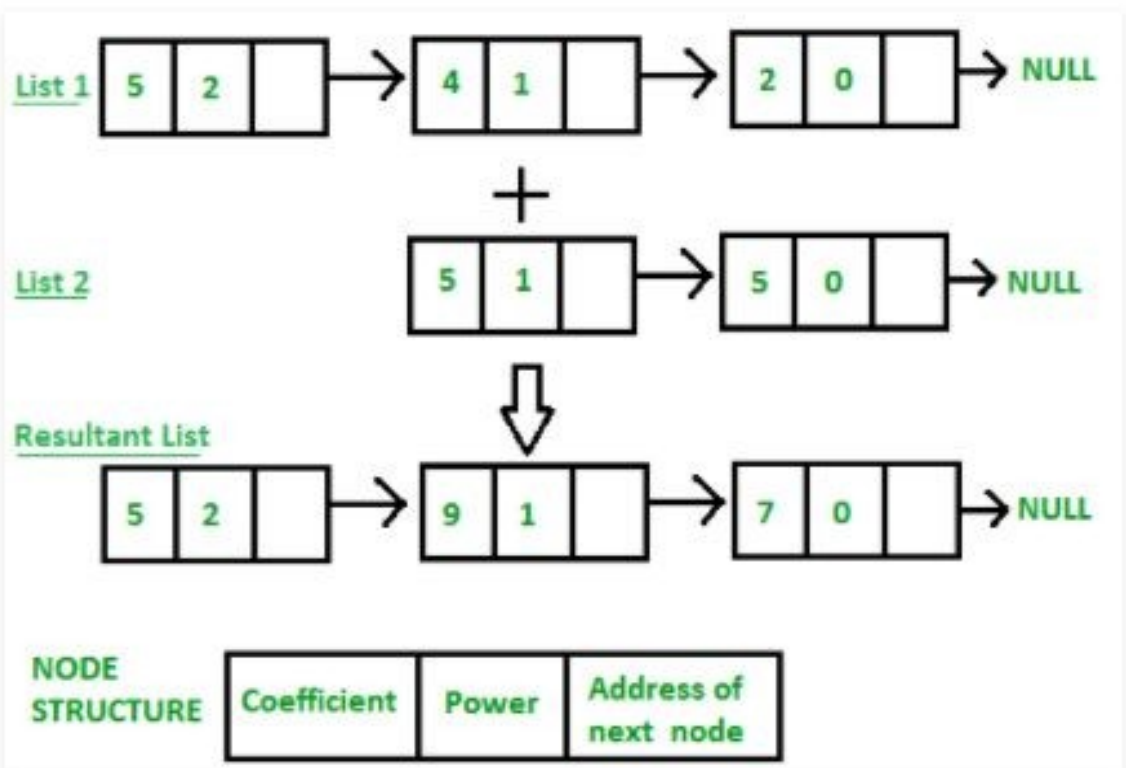 List 1 5 2 4 1 2 0 NULL
+
List 2 5 1 5 0 NULL
Resultant List
5 2 9 1 7 0 NULL
NODE
STRUCTURE
Coefficient Power Address of
next node